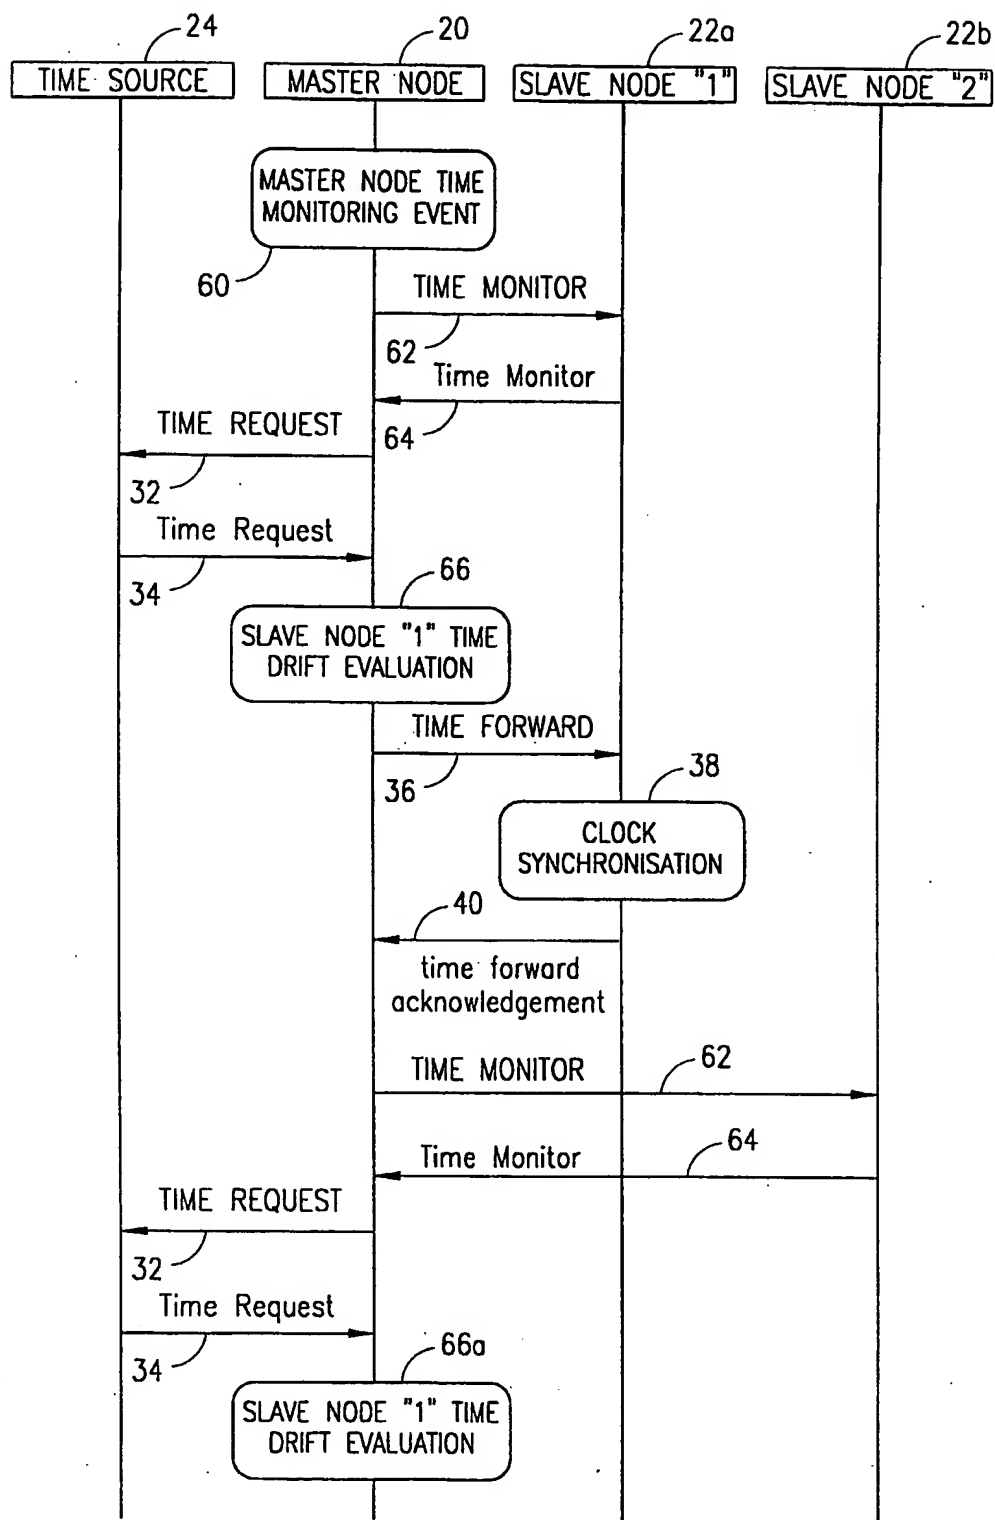 24
20
22a
22b
TIME SOURCE
MASTER NODE
SLAVE NODE "1"
SLAVE NODE "2"
MASTER NODE TIME
MONITORING EVENT
60
TIME MONITOR
62
Time Monitor
64
TIME REQUEST
32
Time Request
34
66
SLAVE NODE "1" TIME
DRIFT EVALUATION
TIME FORWARD
36
38
CLOCK
SYNCHRONISATION
40
time forward
acknowledgement
TIME MONITOR
62
Time Monitor
64
TIME REQUEST
32
Time Request
34
66a
SLAVE NODE "1" TIME
DRIFT EVALUATION